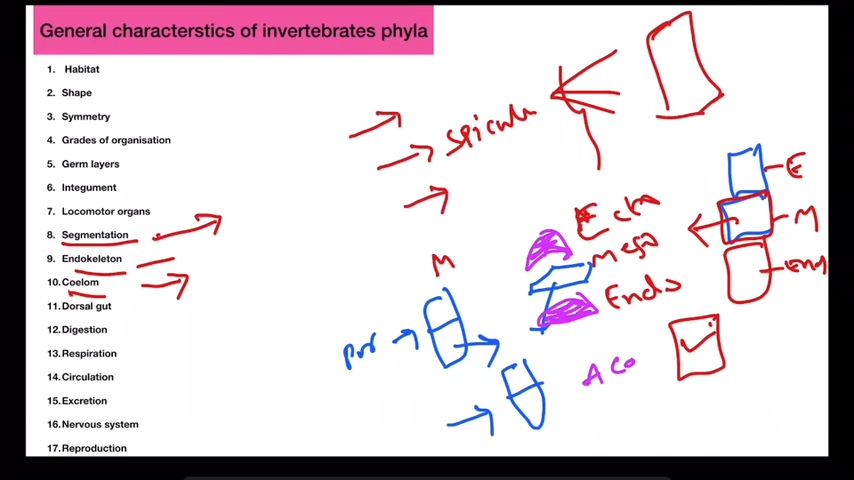 General characterstics of invertebrates phyla
1. Habitat
2. Shape
3. Symmetry
4. Grades of organisation
5. Germ layers
6. Integument
7. Locomotor organs
8. Segmentation
9. Endokeleton
10. Coelom
11. Dorsal gut
12. Digestion
13. Respiration
14. Circulation
15. Excretion
16. Nervous system
17. Reproduction
E
M
End
Ecto
Meso
Endo
M
A co